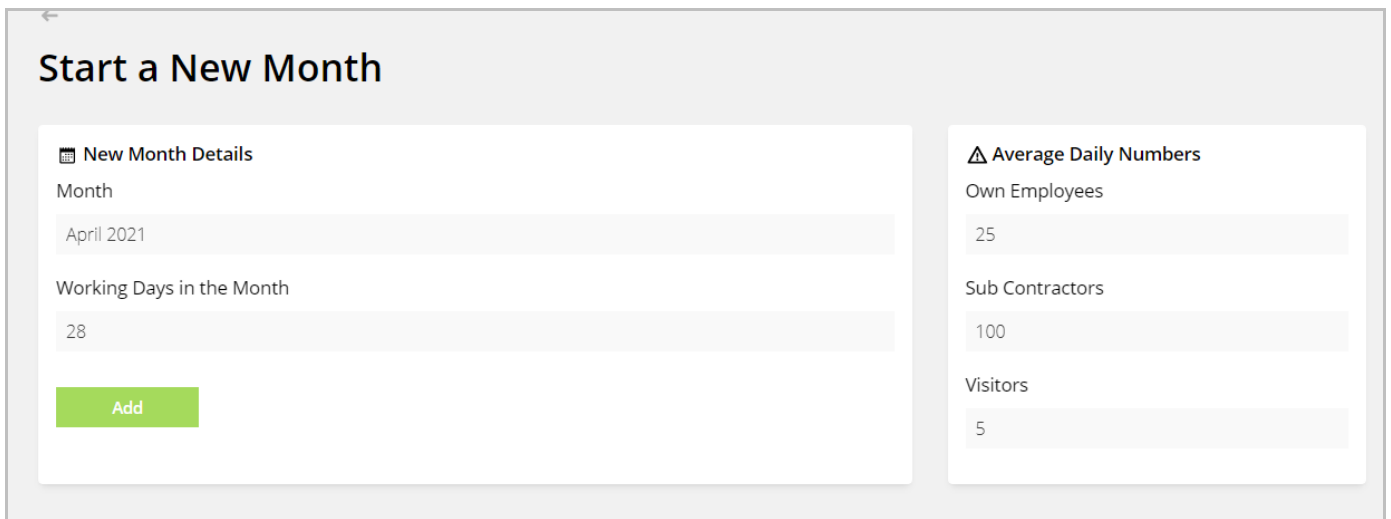 Start a New Month
New Month Details
Month
April 2021
Working Days in the Month
28
Add
Average Daily Numbers
Own Employees
25
Sub Contractors
100
Visitors
5